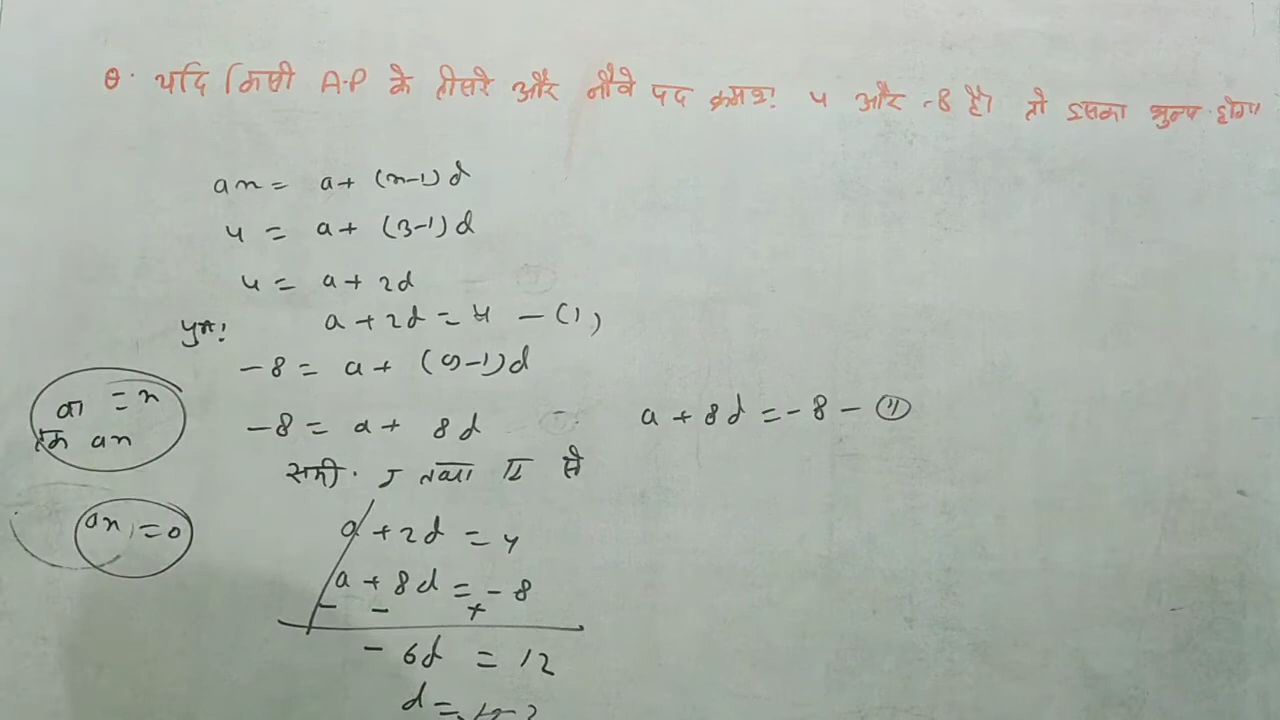 θ. यदि किसी A.P के तीसरे और नौवे पद क्रमशः 4 और -8 है। तो इसका शुन्य होगा
an = a + (n-1)d
4 = a + (3-1)d
4 = a + 2d
पुनः a + 2d = 4 - (1)
-8 = a + (9-1)d
का = n
an
-8 = a + 8d a + 8d = -8 - (11)
समी. I तथा II से
an = 0
a + 2d = 4
a + 8d = -8
- - +
- 6d = 12
d =